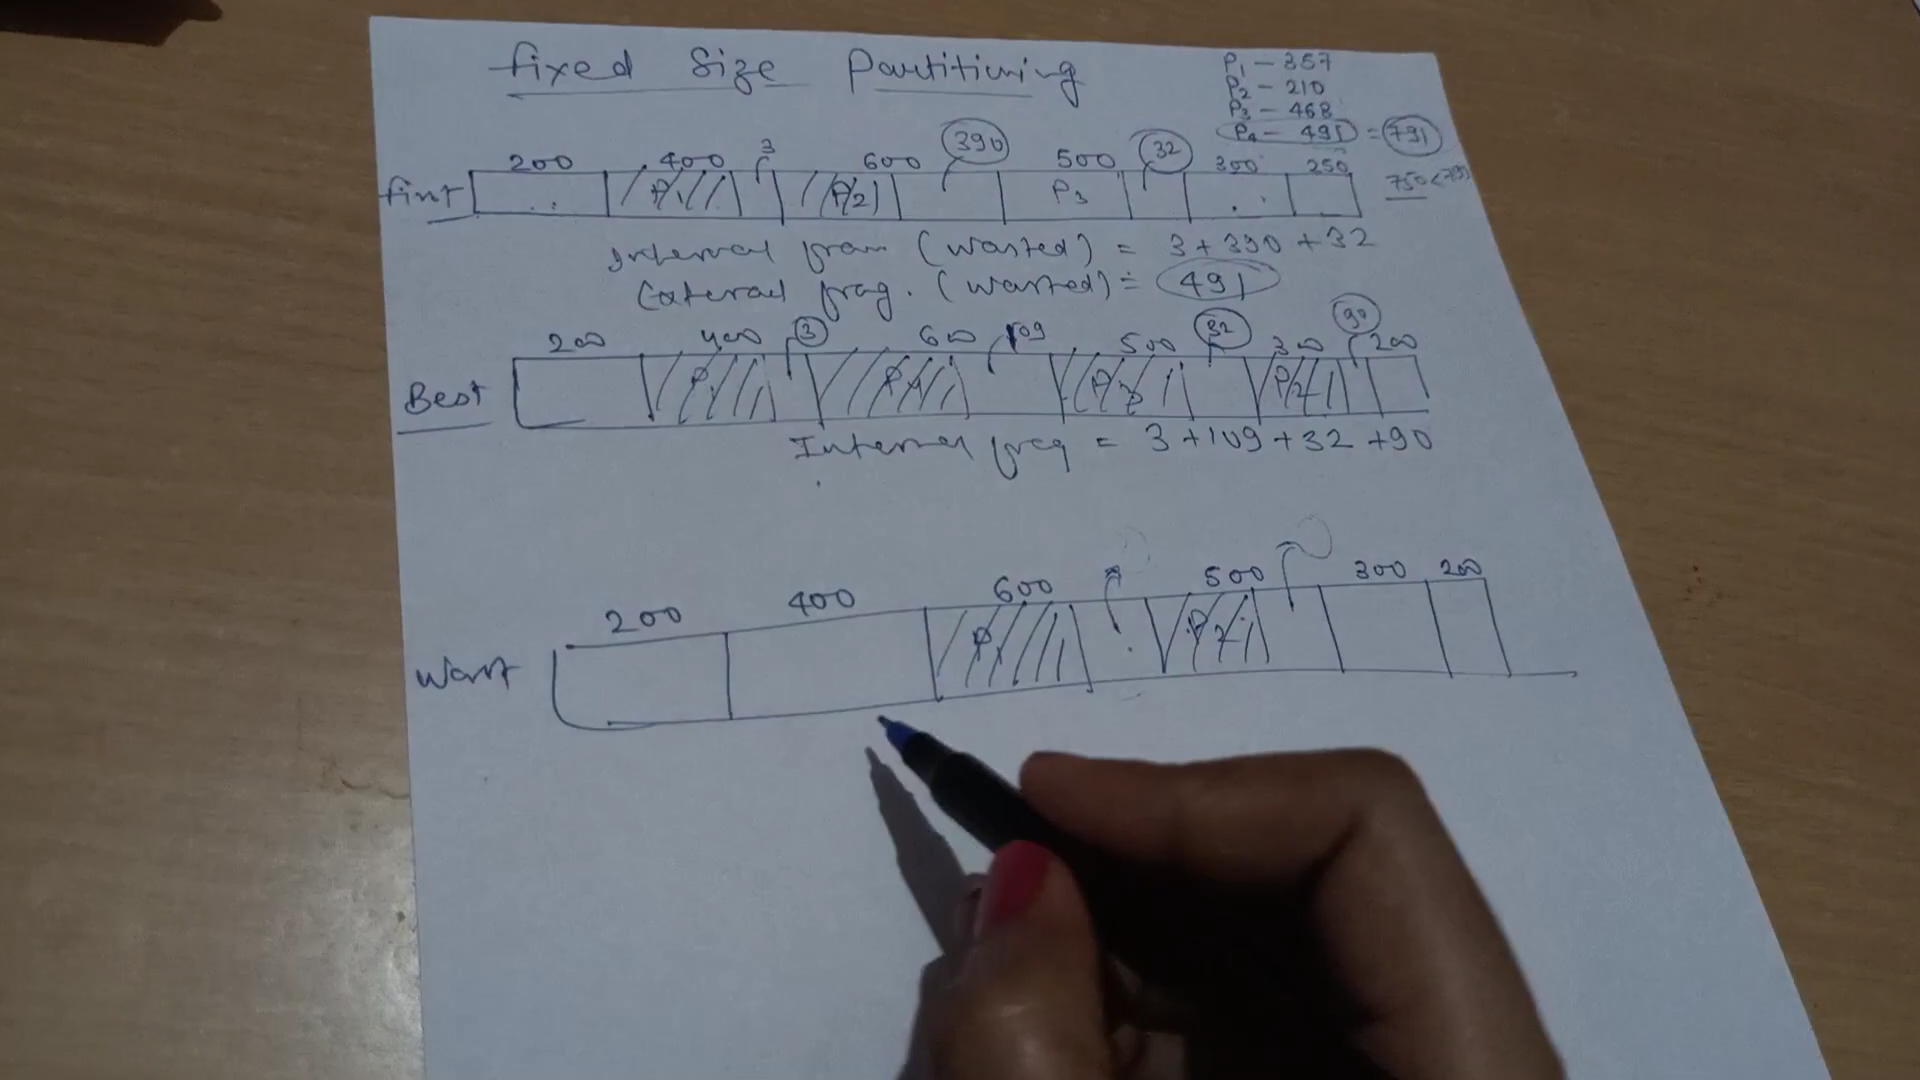 fixed Size Partitioning
P1 - 357
P2 - 210
P3 - 468
P4 - 491 = 791
200 400 3 600 390 500 32 300 250
first P1 P2 P3 750<791
Internal fram (wasted) = 3 + 390 + 32
External frag. (wasted) = 491
200 400 3 600 109 500 32 300 90 200
Best P1 P4 P3 P2
Internal frag = 3 + 109 + 32 + 90
200 400 600 500 300 200
Worst P1 P2